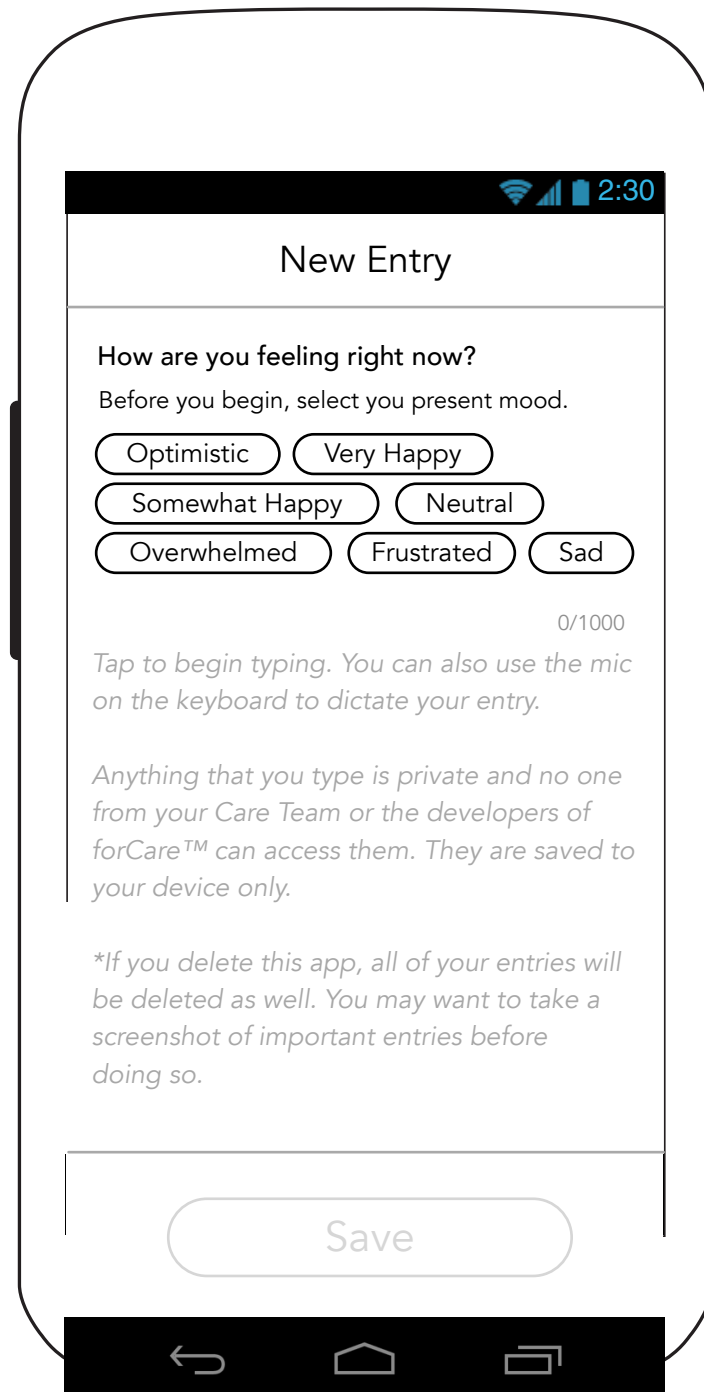 2:30
New Entry
How are you feeling right now?
Before you begin, select you present mood.
Optimistic Very Happy
Somewhat Happy Neutral
Overwhelmed Frustrated Sad
0/1000
Tap to begin typing. You can also use the mic
on the keyboard to dictate your entry.
Anything that you type is private and no one
from your Care Team or the developers of
forCare™ can access them. They are saved to
your device only.
*If you delete this app, all of your entries will
be deleted as well. You may want to take a
screenshot of important entries before
doing so.
Save